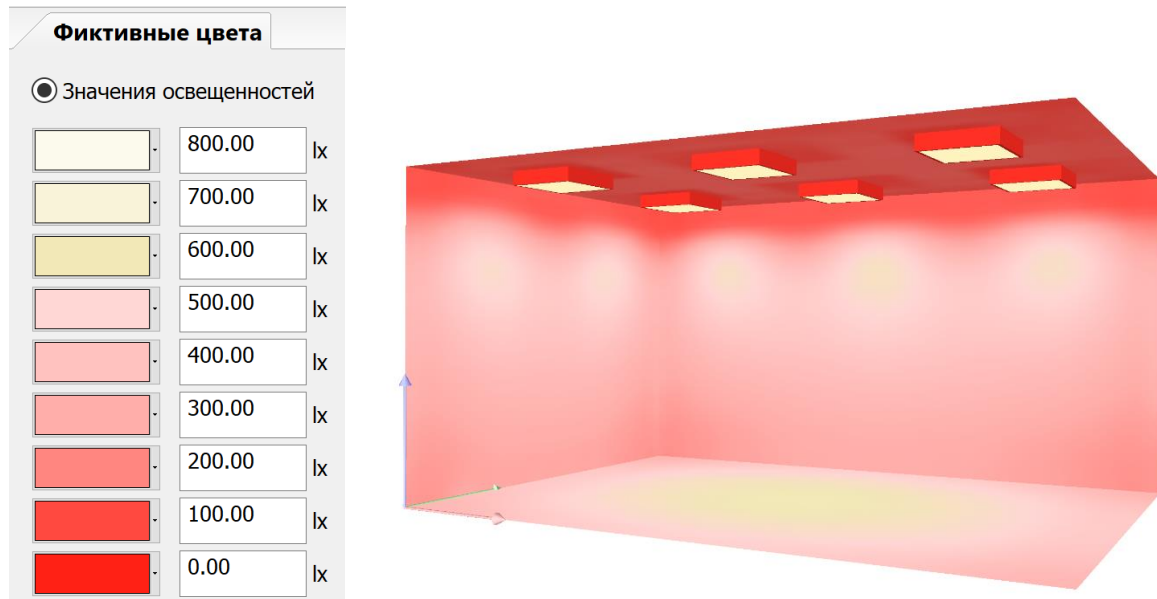 Фиктивные цвета
Значения освещенностей
800.00 lx
700.00 lx
600.00 lx
500.00 lx
400.00 lx
300.00 lx
200.00 lx
100.00 lx
0.00 lx